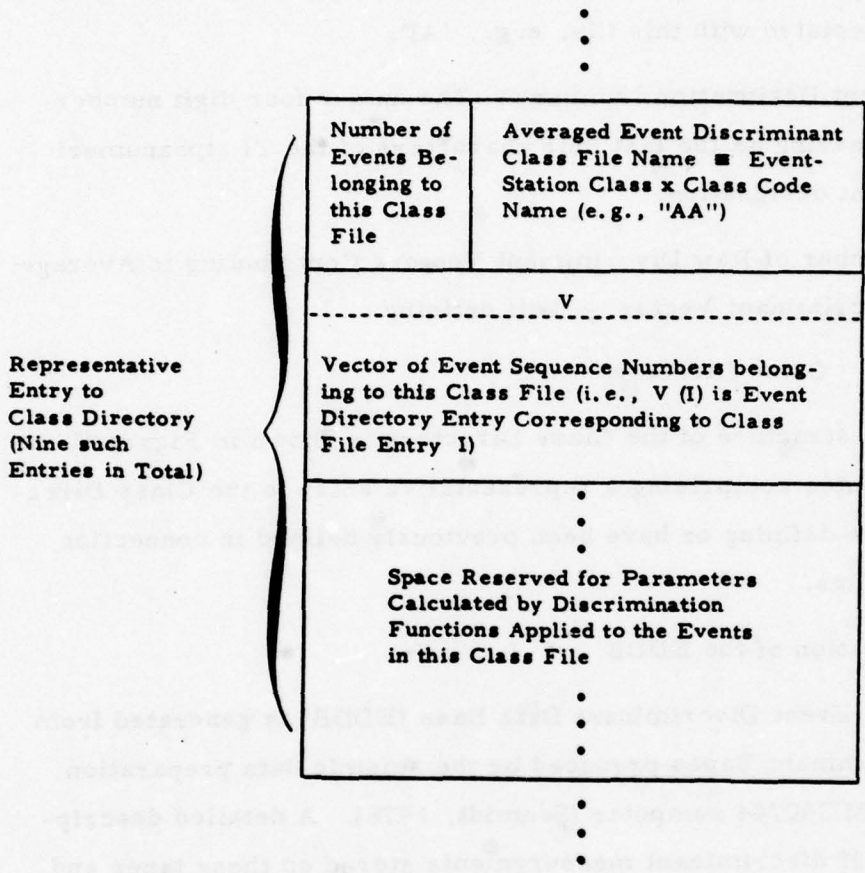 Number of
Events Be-
longing to
this Class
File
Averaged Event Discriminant
Class File Name ≡ Event-
Station Class x Class Code
Name (e.g., "AA")
V
Representative
Entry to
Class Directory
(Nine such
Entries in Total)
Vector of Event Sequence Numbers belong-
ing to this Class File (i.e., V (I) is Event
Directory Entry Corresponding to Class
File Entry I)
Space Reserved for Parameters
Calculated by Discrimination
Functions Applied to the Events
in this Class File